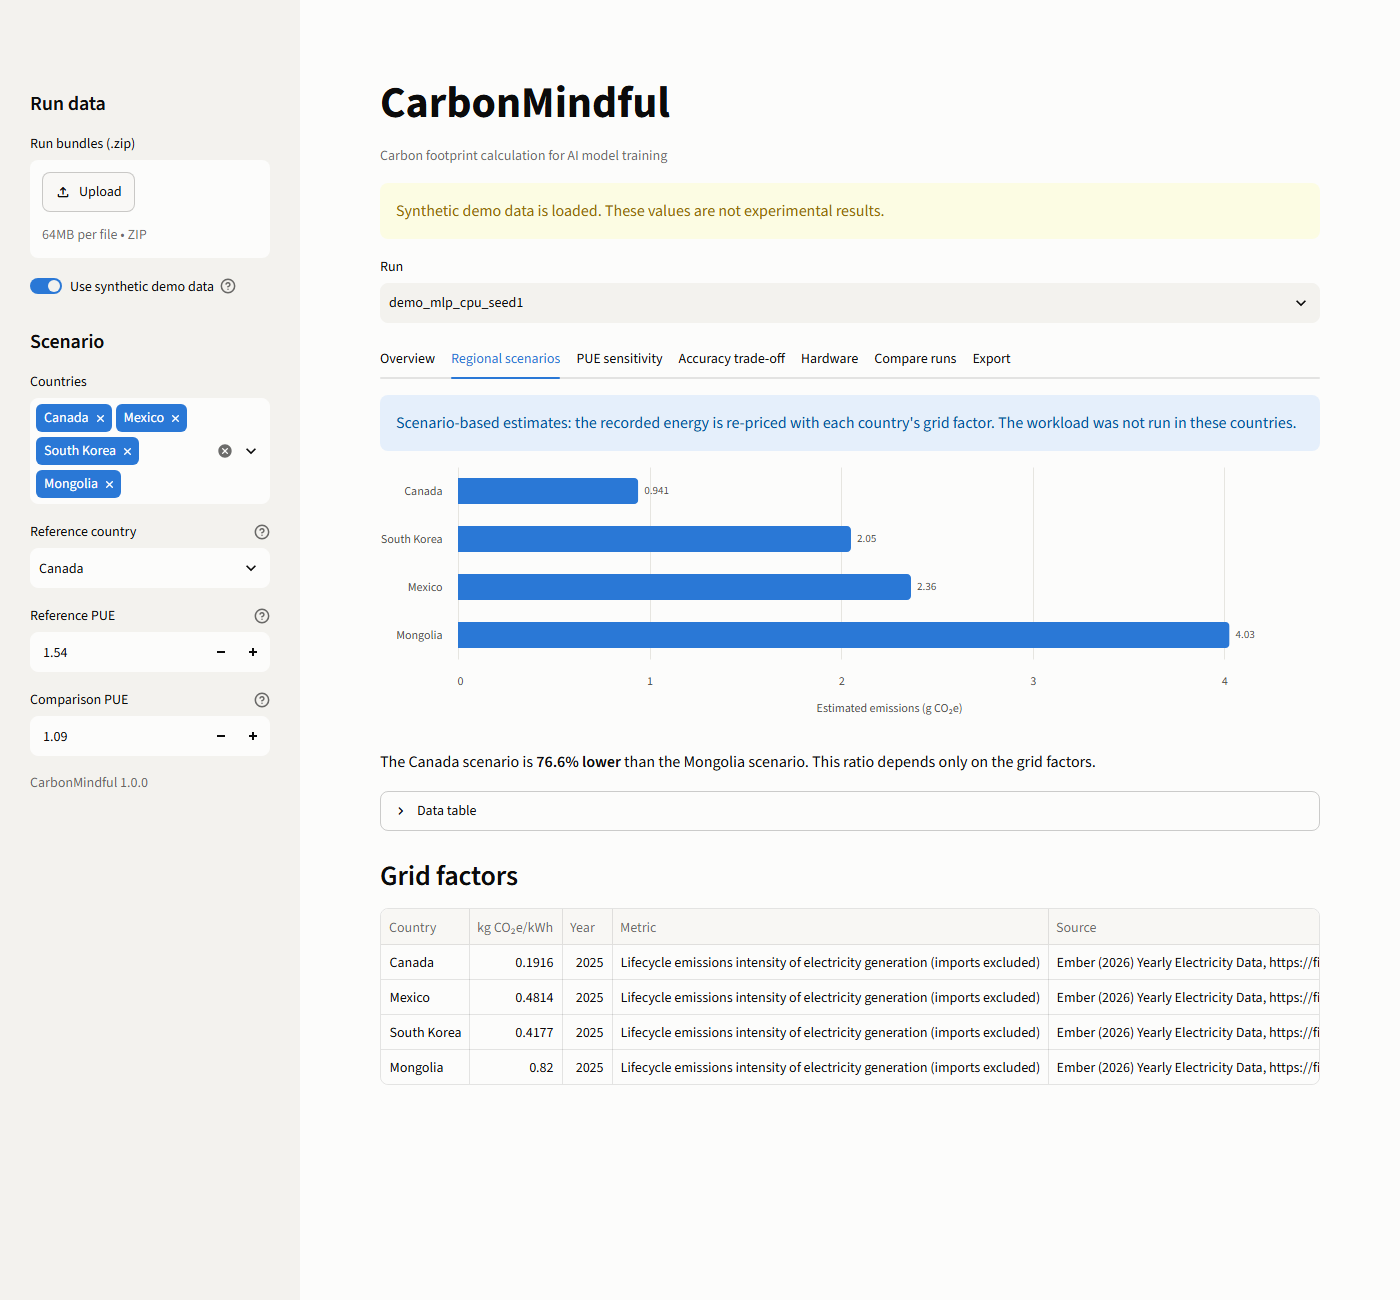 Run data
Run bundles (.zip)
Upload
64MB per file • ZIP
Use synthetic demo data
Scenario
Countries
Canada × Mexico ×
South Korea ×
Mongolia ×
Reference country
Canada
Reference PUE
1.54
Comparison PUE
1.09
CarbonMindful 1.0.0
CarbonMindful
Carbon footprint calculation for AI model training
Synthetic demo data is loaded. These values are not experimental results.
Run
demo_mlp_cpu_seed1
Overview Regional scenarios PUE sensitivity Accuracy trade-off Hardware Compare runs Export
Scenario-based estimates: the recorded energy is re-priced with each country's grid factor. The workload was not run in these countries.
Canada 0.941
South Korea 2.05
Mexico 2.36
Mongolia 4.03
0 1 2 3 4
Estimated emissions (g CO₂e)
The Canada scenario is 76.6% lower than the Mongolia scenario. This ratio depends only on the grid factors.
Data table
Grid factors
Country kg CO₂e/kWh Year Metric Source
Canada 0.1916 2025 Lifecycle emissions intensity of electricity generation (imports excluded) Ember (2026) Yearly Electricity Data, https://fi
Mexico 0.4814 2025 Lifecycle emissions intensity of electricity generation (imports excluded) Ember (2026) Yearly Electricity Data, https://fi
South Korea 0.4177 2025 Lifecycle emissions intensity of electricity generation (imports excluded) Ember (2026) Yearly Electricity Data, https://fi
Mongolia 0.82 2025 Lifecycle emissions intensity of electricity generation (imports excluded) Ember (2026) Yearly Electricity Data, https://fi